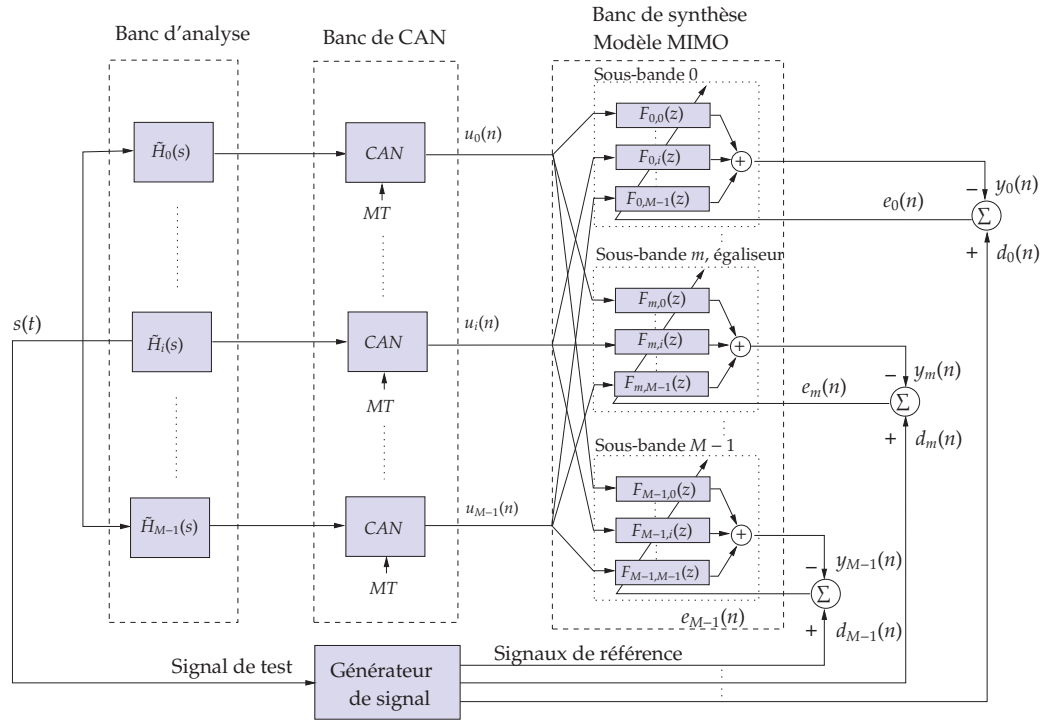 Banc d'analyse
Banc de CAN
Banc de synthèse
Modèle MIMO
Sous-bande 0
H̃₀(s)
CAN
MT
u₀(n)
F₀,₀(z)
F₀,ᵢ(z)
F₀,M−1(z)
+
−
y₀(n)
e₀(n)
Σ
+
d₀(n)
Sous-bande m, égaliseur
s(t)
H̃ᵢ(s)
CAN
MT
uᵢ(n)
Fm,0(z)
Fm,i(z)
Fm,M−1(z)
+
−
ym(n)
em(n)
Σ
+
dm(n)
Sous-bande M − 1
H̃M−1(s)
CAN
MT
uM−1(n)
FM−1,0(z)
FM−1,i(z)
FM−1,M−1(z)
+
−
yM−1(n)
Σ
eM−1(n)
+
dM−1(n)
Signal de test
Générateur
de signal
Signaux de référence